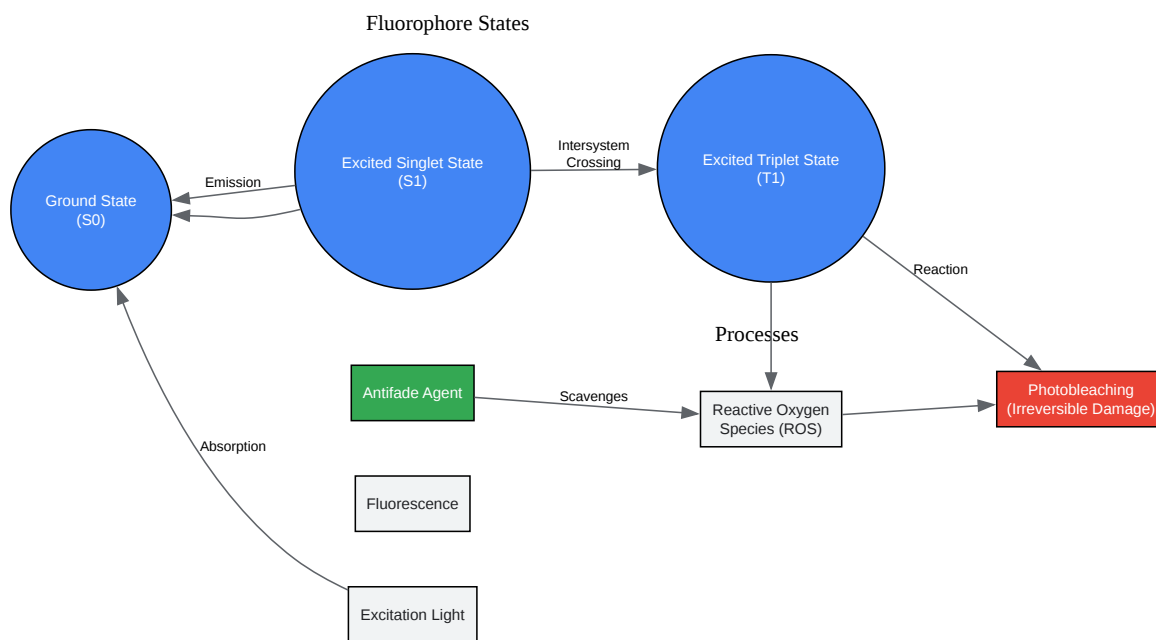 Fluorophore States
Excited Singlet State
(S1)
Intersystem
Crossing
Excited Triplet State
(T1)
Emission
Ground State
(S0)
Reaction
Processes
Antifade Agent
Scavenges
Reactive Oxygen
Species (ROS)
Photobleaching
(Irreversible Damage)
Absorption
Fluorescence
Excitation Light